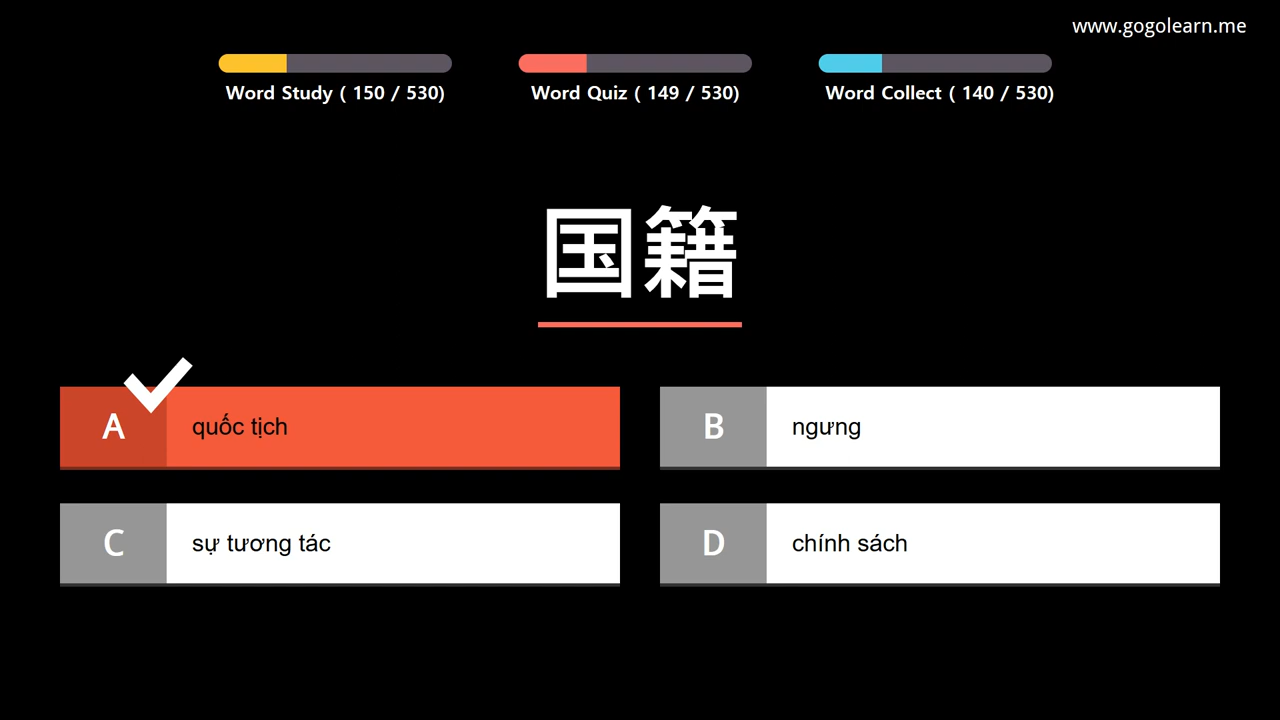 www.gogolearn.me
Word Study ( 150 / 530)
Word Quiz ( 149 / 530)
Word Collect ( 140 / 530)
国籍
A quốc tịch
B ngưng
C sự tương tác
D chính sách